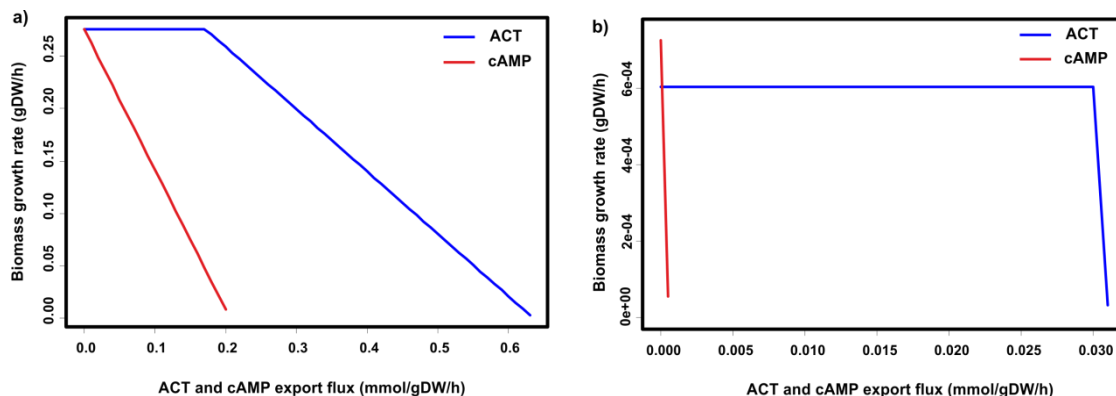 a)
ACT
cAMP
Biomass growth rate (gDW/h)
0.25
0.20
0.15
0.10
0.05
0.00
0.0 0.1 0.2 0.3 0.4 0.5 0.6
ACT and cAMP export flux (mmol/gDW/h)
b)
ACT
cAMP
Biomass growth rate (gDW/h)
6e-04
4e-04
2e-04
0e+00
0.000 0.005 0.010 0.015 0.020 0.025 0.030
ACT and cAMP export flux (mmol/gDW/h)